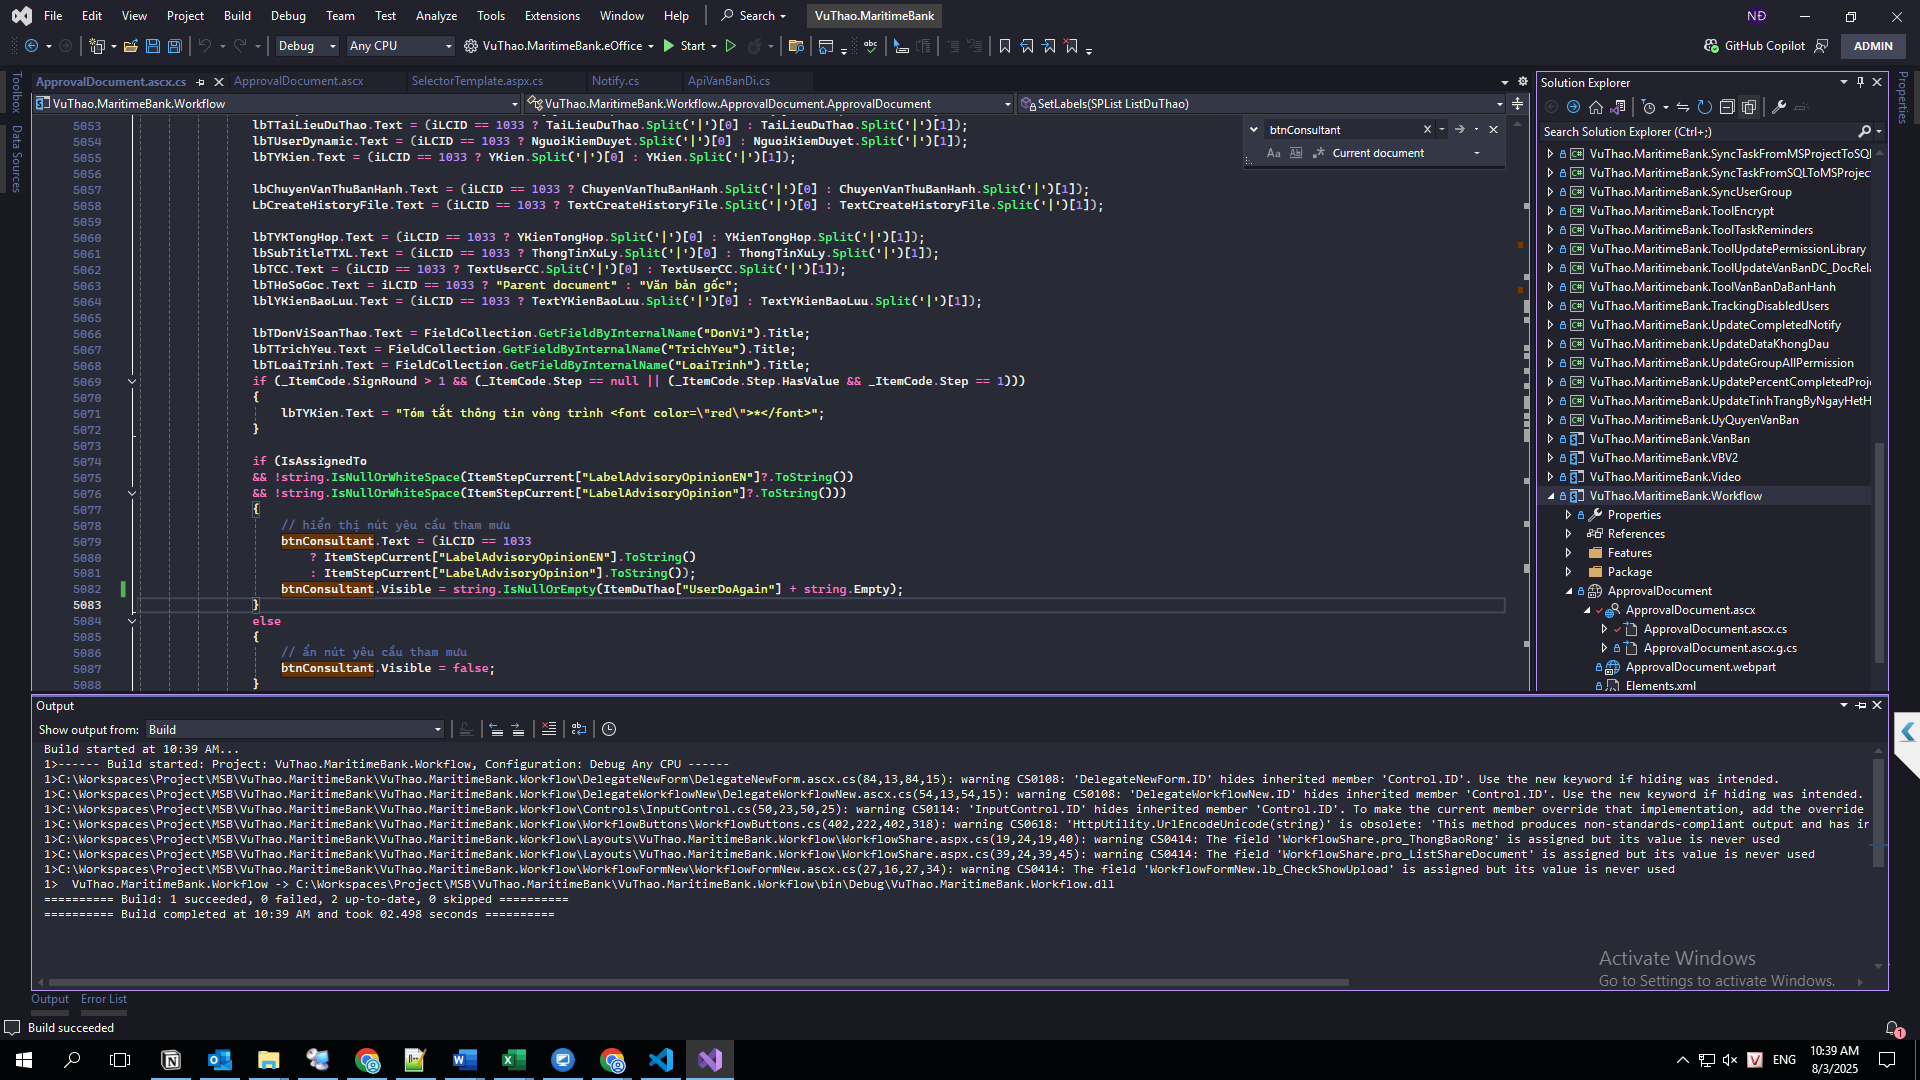 File Edit View Project Build Debug Team Test Analyze Tools Extensions Window Help Search VuThao.MaritimeBank NĐ
Debug Any CPU VuThao.MaritimeBank.eOffice Start GitHub Copilot ADMIN
ApprovalDocument.ascx.cs ApprovalDocument.ascx SelectorTemplate.aspx.cs Notify.cs ApiVanBanDi.cs
Toolbox
Data Sources
VuThao.MaritimeBank.Workflow VuThao.MaritimeBank.Workflow.ApprovalDocument.ApprovalDocument SetLabels(SPList ListDuThao)
btnConsultant
Aa Ab Current document
5053 lbTTaiLieuDuThao.Text = (iLCID == 1033 ? TaiLieuDuThao.Split('|')[0] : TaiLieuDuThao.Split('|')[1]);
5054 lbTUserDynamic.Text = (iLCID == 1033 ? NguoiKiemDuyet.Split('|')[0] : NguoiKiemDuyet.Split('|')[1]);
5055 lbTYKien.Text = (iLCID == 1033 ? YKien.Split('|')[0] : YKien.Split('|')[1]);
5056
5057 lbChuyenVanThuBanHanh.Text = (iLCID == 1033 ? ChuyenVanThuBanHanh.Split('|')[0] : ChuyenVanThuBanHanh.Split('|')[1]);
5058 LbCreateHistoryFile.Text = (iLCID == 1033 ? TextCreateHistoryFile.Split('|')[0] : TextCreateHistoryFile.Split('|')[1]);
5059
5060 lbTYKTongHop.Text = (iLCID == 1033 ? YKienTongHop.Split('|')[0] : YKienTongHop.Split('|')[1]);
5061 lbSubTitleTTXL.Text = (iLCID == 1033 ? ThongTinXuLy.Split('|')[0] : ThongTinXuLy.Split('|')[1]);
5062 lbTCC.Text = (iLCID == 1033 ? TextUserCC.Split('|')[0] : TextUserCC.Split('|')[1]);
5063 lbTHoSoGoc.Text = iLCID == 1033 ? "Parent document" : "Văn bản gốc";
5064 lblYKienBaoLuu.Text = (iLCID == 1033 ? TextYKienBaoLuu.Split('|')[0] : TextYKienBaoLuu.Split('|')[1]);
5065
5066 lbTDonViSoanThao.Text = FieldCollection.GetFieldByInternalName("DonVi").Title;
5067 lbTTrichYeu.Text = FieldCollection.GetFieldByInternalName("TrichYeu").Title;
5068 lbTLoaiTrinh.Text = FieldCollection.GetFieldByInternalName("LoaiTrinh").Title;
5069 if (_ItemCode.SignRound > 1 && (_ItemCode.Step == null || (_ItemCode.Step.HasValue && _ItemCode.Step == 1)))
5070 {
5071 lbTYKien.Text = "Tóm tắt thông tin vòng trình <font color=\"red\">*</font>";
5072 }
5073
5074 if (IsAssignedTo
5075 && !string.IsNullOrWhiteSpace(ItemStepCurrent["LabelAdvisoryOpinionEN"]?.ToString())
5076 && !string.IsNullOrWhiteSpace(ItemStepCurrent["LabelAdvisoryOpinion"]?.ToString()))
5077 {
5078 // hiển thị nút yêu cầu tham mưu
5079 btnConsultant.Text = (iLCID == 1033
5080 ? ItemStepCurrent["LabelAdvisoryOpinionEN"].ToString()
5081 : ItemStepCurrent["LabelAdvisoryOpinion"].ToString());
5082 btnConsultant.Visible = string.IsNullOrEmpty(ItemDuThao["UserDoAgain"] + string.Empty);
5083 }
5084 else
5085 {
5086 // ẩn nút yêu cầu tham mưu
5087 btnConsultant.Visible = false;
5088 }
Solution Explorer
Search Solution Explorer (Ctrl+;)
VuThao.MaritimeBank.SyncTaskFromMSProjectToSQL
VuThao.MaritimeBank.SyncTaskFromSQLToMSProjec
VuThao.MaritimeBank.SyncUserGroup
VuThao.MaritimeBank.ToolEncrypt
VuThao.MaritimeBank.ToolTaskReminders
VuThao.MaritimeBank.ToolUpdatePermissionLibrary
VuThao.MaritimeBank.ToolUpdateVanBanDC_DocRela
VuThao.MaritimeBank.ToolVanBanDaBanHanh
VuThao.MaritimeBank.TrackingDisabledUsers
VuThao.MaritimeBank.UpdateCompletedNotify
VuThao.MaritimeBank.UpdateDataKhongDau
VuThao.MaritimeBank.UpdateGroupAllPermission
VuThao.MaritimeBank.UpdatePercentCompletedProj
VuThao.MaritimeBank.UpdateTinhTrangByNgayHetH
VuThao.MaritimeBank.UyQuyenVanBan
VuThao.MaritimeBank.VanBan
VuThao.MaritimeBank.VBV2
VuThao.MaritimeBank.Video
VuThao.MaritimeBank.Workflow
Properties
References
Features
Package
ApprovalDocument
ApprovalDocument.ascx
ApprovalDocument.ascx.cs
ApprovalDocument.ascx.g.cs
ApprovalDocument.webpart
Elements.xml
Properties
Output
Show output from: Build
Build started at 10:39 AM...
1>------ Build started: Project: VuThao.MaritimeBank.Workflow, Configuration: Debug Any CPU ------
1>C:\Workspaces\Project\MSB\VuThao.MaritimeBank\VuThao.MaritimeBank.Workflow\DelegateNewForm\DelegateNewForm.ascx.cs(84,13,84,15): warning CS0108: 'DelegateNewForm.ID' hides inherited member 'Control.ID'. Use the new keyword if hiding was intended.
1>C:\Workspaces\Project\MSB\VuThao.MaritimeBank\VuThao.MaritimeBank.Workflow\DelegateWorkflowNew\DelegateWorkflowNew.ascx.cs(54,13,54,15): warning CS0108: 'DelegateWorkflowNew.ID' hides inherited member 'Control.ID'. Use the new keyword if hiding was intended.
1>C:\Workspaces\Project\MSB\VuThao.MaritimeBank\VuThao.MaritimeBank.Workflow\Controls\InputControl.cs(50,23,50,25): warning CS0114: 'InputControl.ID' hides inherited member 'Control.ID'. To make the current member override that implementation, add the override
1>C:\Workspaces\Project\MSB\VuThao.MaritimeBank\VuThao.MaritimeBank.Workflow\WorkflowButtons\WorkflowButtons.cs(402,222,402,318): warning CS0618: 'HttpUtility.UrlEncodeUnicode(string)' is obsolete: 'This method produces non-standards-compliant output and has ir
1>C:\Workspaces\Project\MSB\VuThao.MaritimeBank\VuThao.MaritimeBank.Workflow\Layouts\VuThao.MaritimeBank.Workflow\WorkflowShare.aspx.cs(19,24,19,40): warning CS0414: The field 'WorkflowShare.pro_ThongBaoRong' is assigned but its value is never used
1>C:\Workspaces\Project\MSB\VuThao.MaritimeBank\VuThao.MaritimeBank.Workflow\Layouts\VuThao.MaritimeBank.Workflow\WorkflowShare.aspx.cs(39,24,39,45): warning CS0414: The field 'WorkflowShare.pro_ListShareDocument' is assigned but its value is never used
1>C:\Workspaces\Project\MSB\VuThao.MaritimeBank\VuThao.MaritimeBank.Workflow\WorkflowFormNew\WorkflowFormNew.ascx.cs(27,16,27,34): warning CS0414: The field 'WorkflowFormNew.lb_CheckShowUpload' is assigned but its value is never used
1> VuThao.MaritimeBank.Workflow -> C:\Workspaces\Project\MSB\VuThao.MaritimeBank\VuThao.MaritimeBank.Workflow\bin\Debug\VuThao.MaritimeBank.Workflow.dll
========== Build: 1 succeeded, 0 failed, 2 up-to-date, 0 skipped ==========
========== Build completed at 10:39 AM and took 02.498 seconds ==========
Activate Windows
Go to Settings to activate Windows.
Output Error List
Build succeeded
1
ENG
10:39 AM
8/3/2025